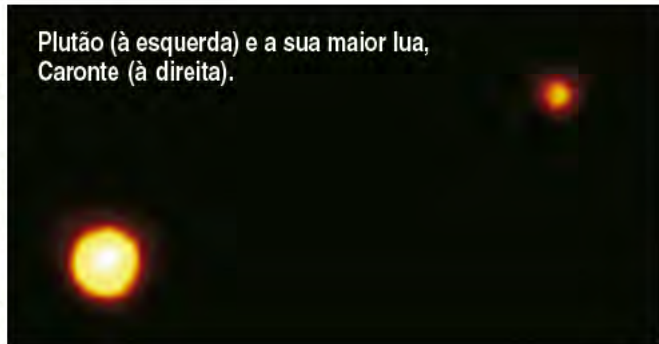 Plutão (à esquerda) e a sua maior lua,
Caronte (à direita).